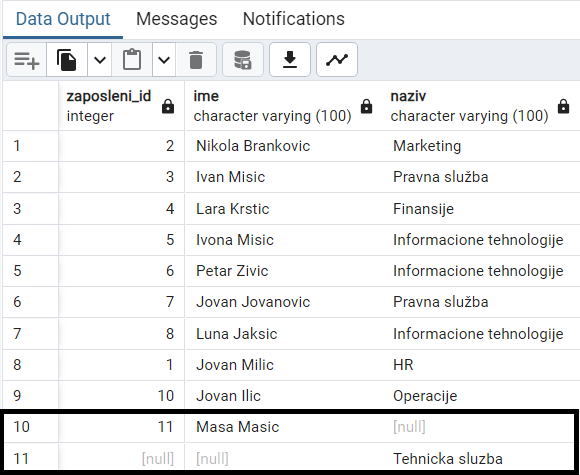 Data Output Messages Notifications
zaposleni_id ime naziv
integer character varying (100) character varying (100)
1 2 Nikola Brankovic Marketing
2 3 Ivan Misic Pravna služba
3 4 Lara Krstic Finansije
4 5 Ivona Misic Informacione tehnologije
5 6 Petar Zivic Informacione tehnologije
6 7 Jovan Jovanovic Pravna služba
7 8 Luna Jaksic Informacione tehnologije
8 1 Jovan Milic HR
9 10 Jovan Ilic Operacije
10 11 Masa Masic [null]
11 [null] [null] Tehnicka sluzba